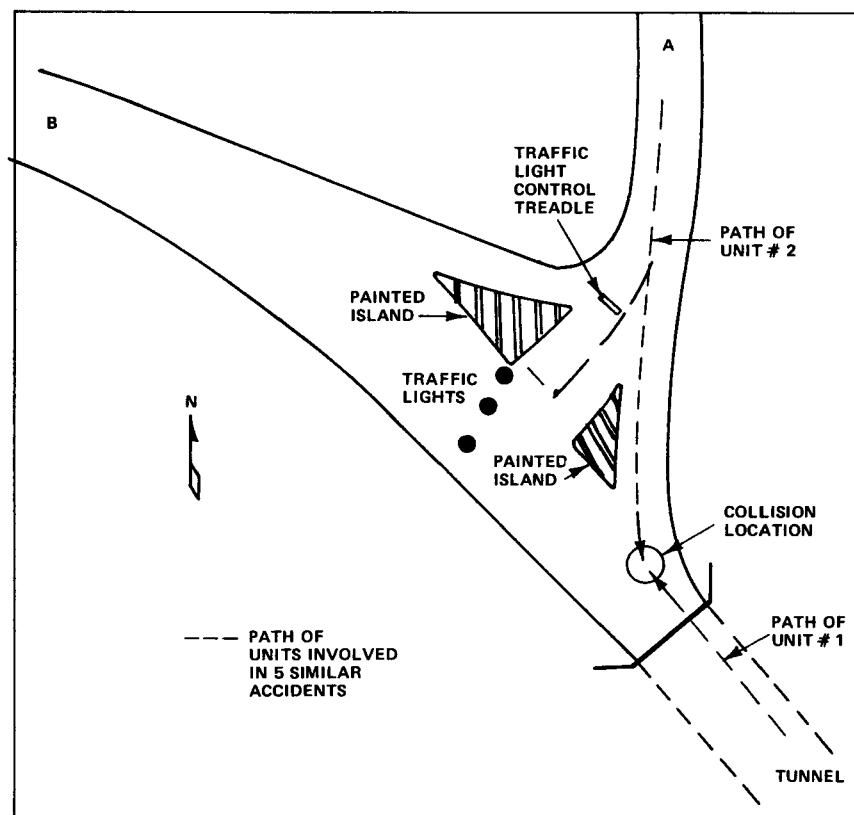 A
B
TRAFFIC
LIGHT
CONTROL
TREADLE
PATH OF
UNIT # 2
PAINTED
ISLAND
TRAFFIC
LIGHTS
N
PAINTED
ISLAND
COLLISION
LOCATION
PATH OF
UNITS INVOLVED
IN 5 SIMILAR
ACCIDENTS
PATH OF
UNIT # 1
TUNNEL